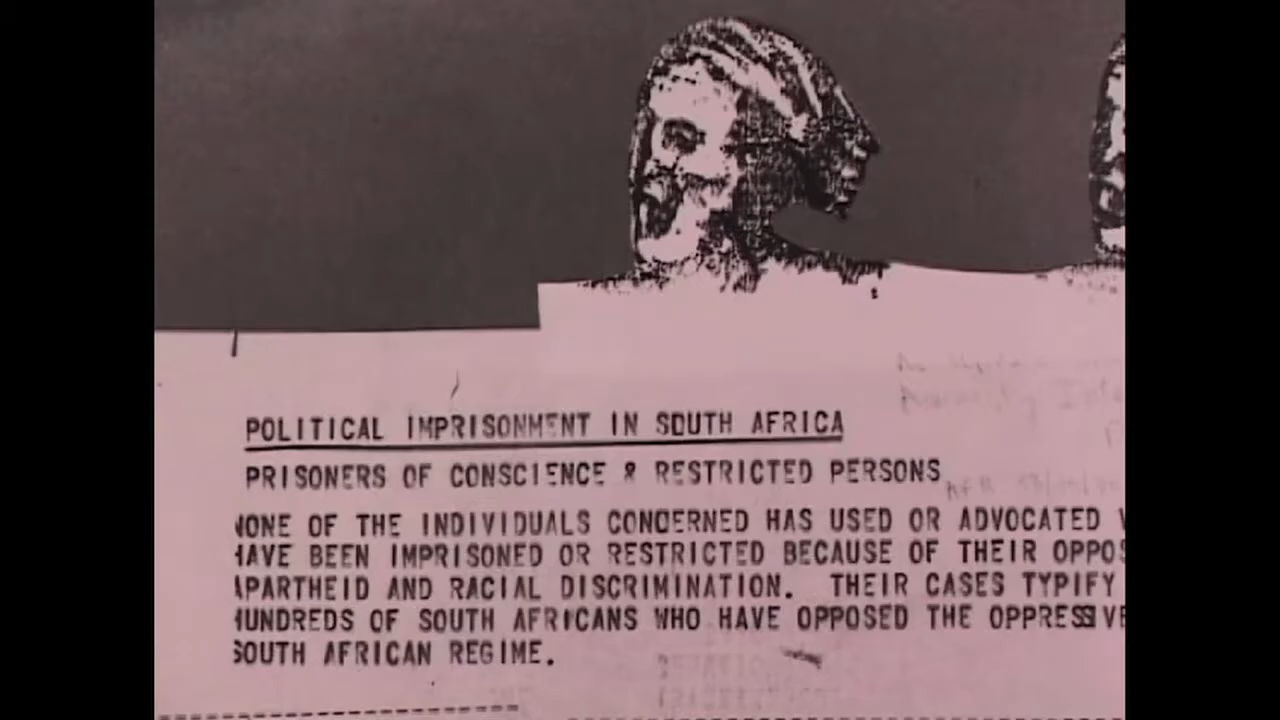 POLITICAL IMPRISONMENT IN SOUTH AFRICA
PRISONERS OF CONSCIENCE & RESTRICTED PERSONS
NONE OF THE INDIVIDUALS CONCERNED HAS USED OR ADVOCATED
HAVE BEEN IMPRISONED OR RESTRICTED BECAUSE OF THEIR OPPOS
APARTHEID AND RACIAL DISCRIMINATION. THEIR CASES TYPIFY
HUNDREDS OF SOUTH AFRICANS WHO HAVE OPPOSED THE OPPRESSIVE
SOUTH AFRICAN REGIME.